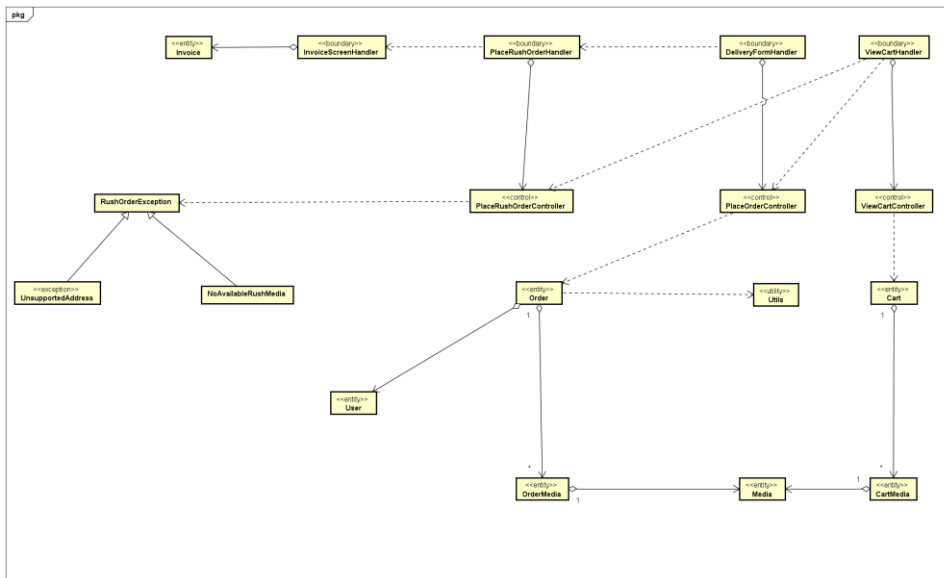 pkg
<<entity>>
Invoice
<<boundary>>
InvoiceScreenHandler
<<boundary>>
PlaceRushOrderHandler
<<boundary>>
DeliveryFormHandler
<<boundary>>
ViewCartHandler
RushOrderException
<<control>>
PlaceRushOrderController
<<control>>
PlaceOrderController
<<control>>
ViewCartController
<<exception>>
UnsupportedAddress
NoAvailableRushMedia
<<entity>>
Order
<<utility>>
Utils
<<entity>>
Cart
1
1
<<entity>>
User
*
*
<<entity>>
OrderMedia
1
<<entity>>
Media
1
<<entity>>
CartMedia